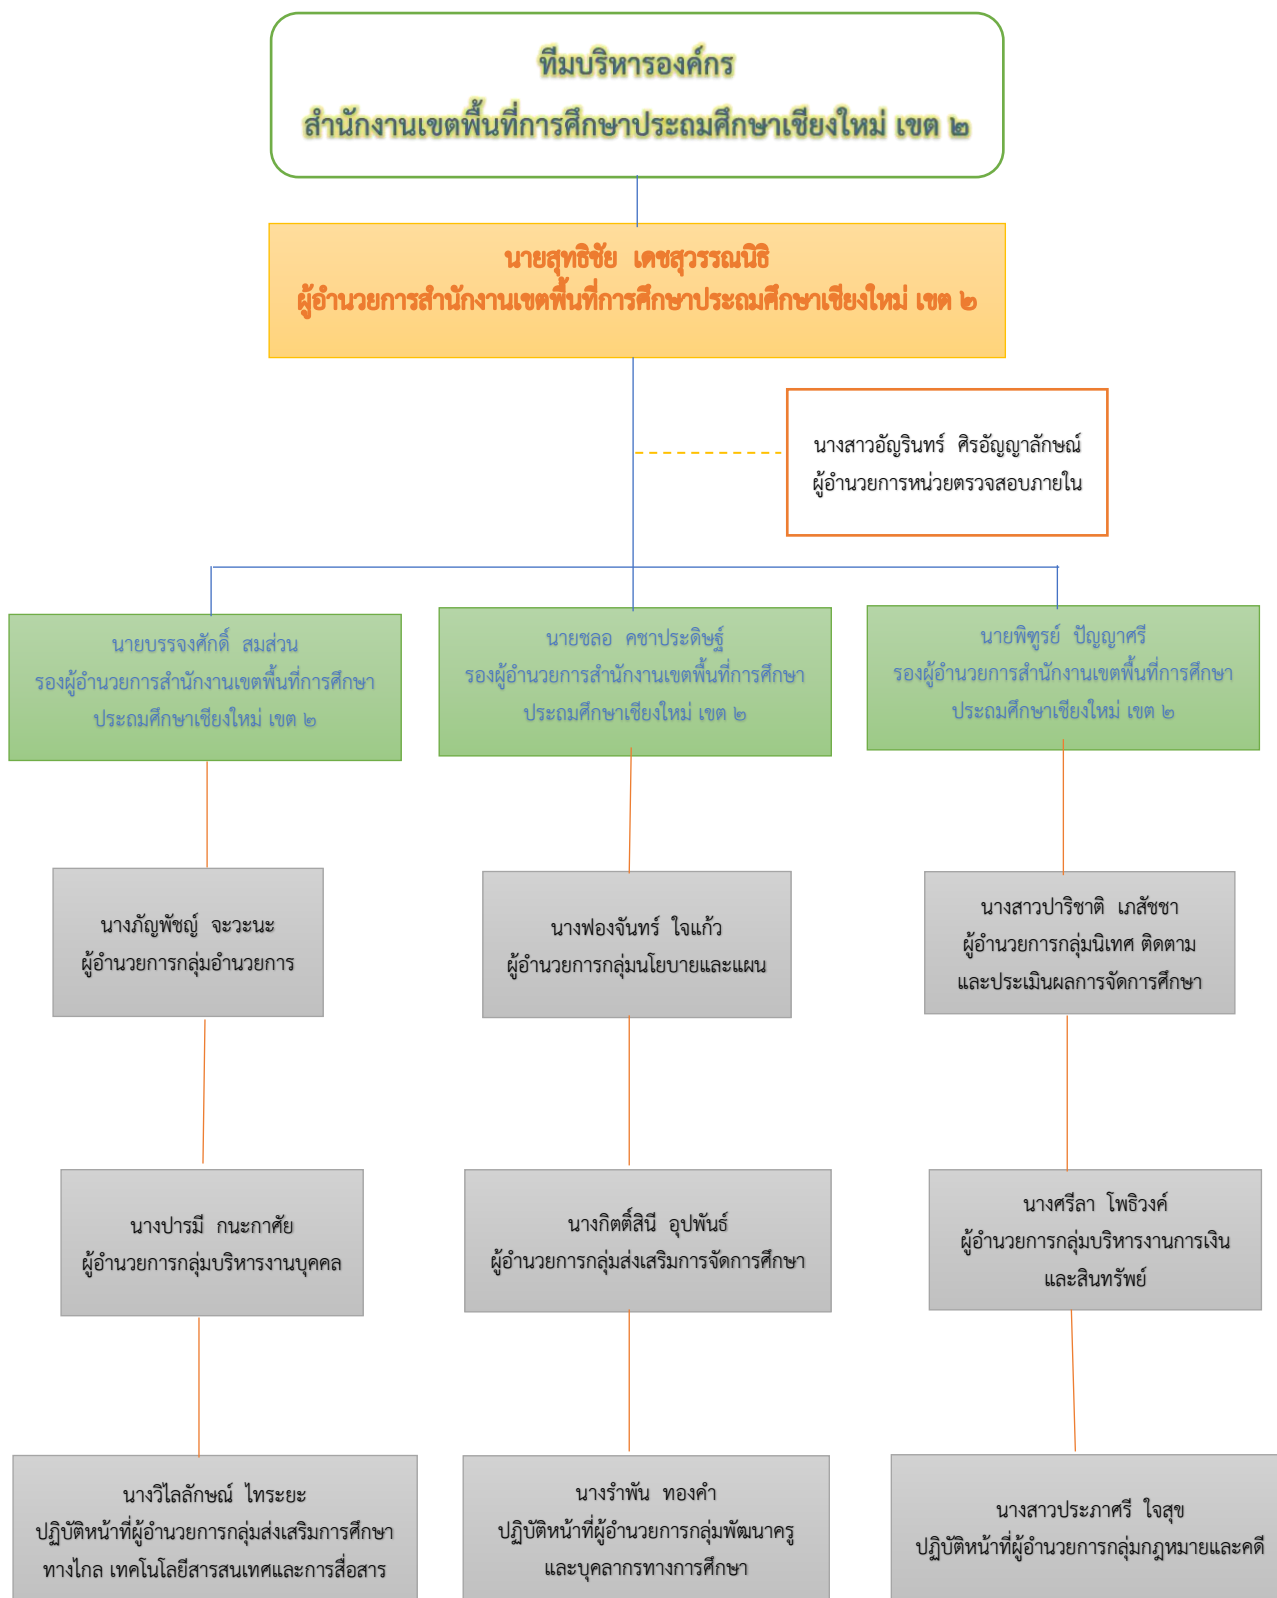 ทีมบริหารองค์กร
สำนักงานเขตพื้นที่การศึกษาประถมศึกษาเชียงใหม่ เขต ๒
นายสุทธิชัย เดชสุวรรณนิธิ
ผู้อำนวยการสำนักงานเขตพื้นที่การศึกษาประถมศึกษาเชียงใหม่ เขต ๒
นางสาวอัญรินทร์ ศิรอัญญาลักษณ์
ผู้อำนวยการหน่วยตรวจสอบภายใน
นายบรรจงศักดิ์ สมส่วน
รองผู้อำนวยการสำนักงานเขตพื้นที่การศึกษา
ประถมศึกษาเชียงใหม่ เขต ๒
นายชลอ คชาประดิษฐ์
รองผู้อำนวยการสำนักงานเขตพื้นที่การศึกษา
ประถมศึกษาเชียงใหม่ เขต ๒
นายพิฑูรย์ ปัญญาศรี
รองผู้อำนวยการสำนักงานเขตพื้นที่การศึกษา
ประถมศึกษาเชียงใหม่ เขต ๒
นางภัญพัชญ์ จะวะนะ
ผู้อำนวยการกลุ่มอำนวยการ
นางฟองจันทร์ ใจแก้ว
ผู้อำนวยการกลุ่มนโยบายและแผน
นางสาวปาริชาติ เภสัชชา
ผู้อำนวยการกลุ่มนิเทศ ติดตาม
และประเมินผลการจัดการศึกษา
นางปารมี กนะกาศัย
ผู้อำนวยการกลุ่มบริหารงานบุคคล
นางกิตติ์สินี อุปพันธ์
ผู้อำนวยการกลุ่มส่งเสริมการจัดการศึกษา
นางศรีลา โพธิวงค์
ผู้อำนวยการกลุ่มบริหารงานการเงิน
และสินทรัพย์
นางวิไลลักษณ์ ไทระยะ
ปฏิบัติหน้าที่ผู้อำนวยการกลุ่มส่งเสริมการศึกษา
ทางไกล เทคโนโลยีสารสนเทศและการสื่อสาร
นางรำพัน ทองคำ
ปฏิบัติหน้าที่ผู้อำนวยการกลุ่มพัฒนาครู
และบุคลากรทางการศึกษา
นางสาวประภาศรี ใจสุข
ปฏิบัติหน้าที่ผู้อำนวยการกลุ่มกฎหมายและคดี